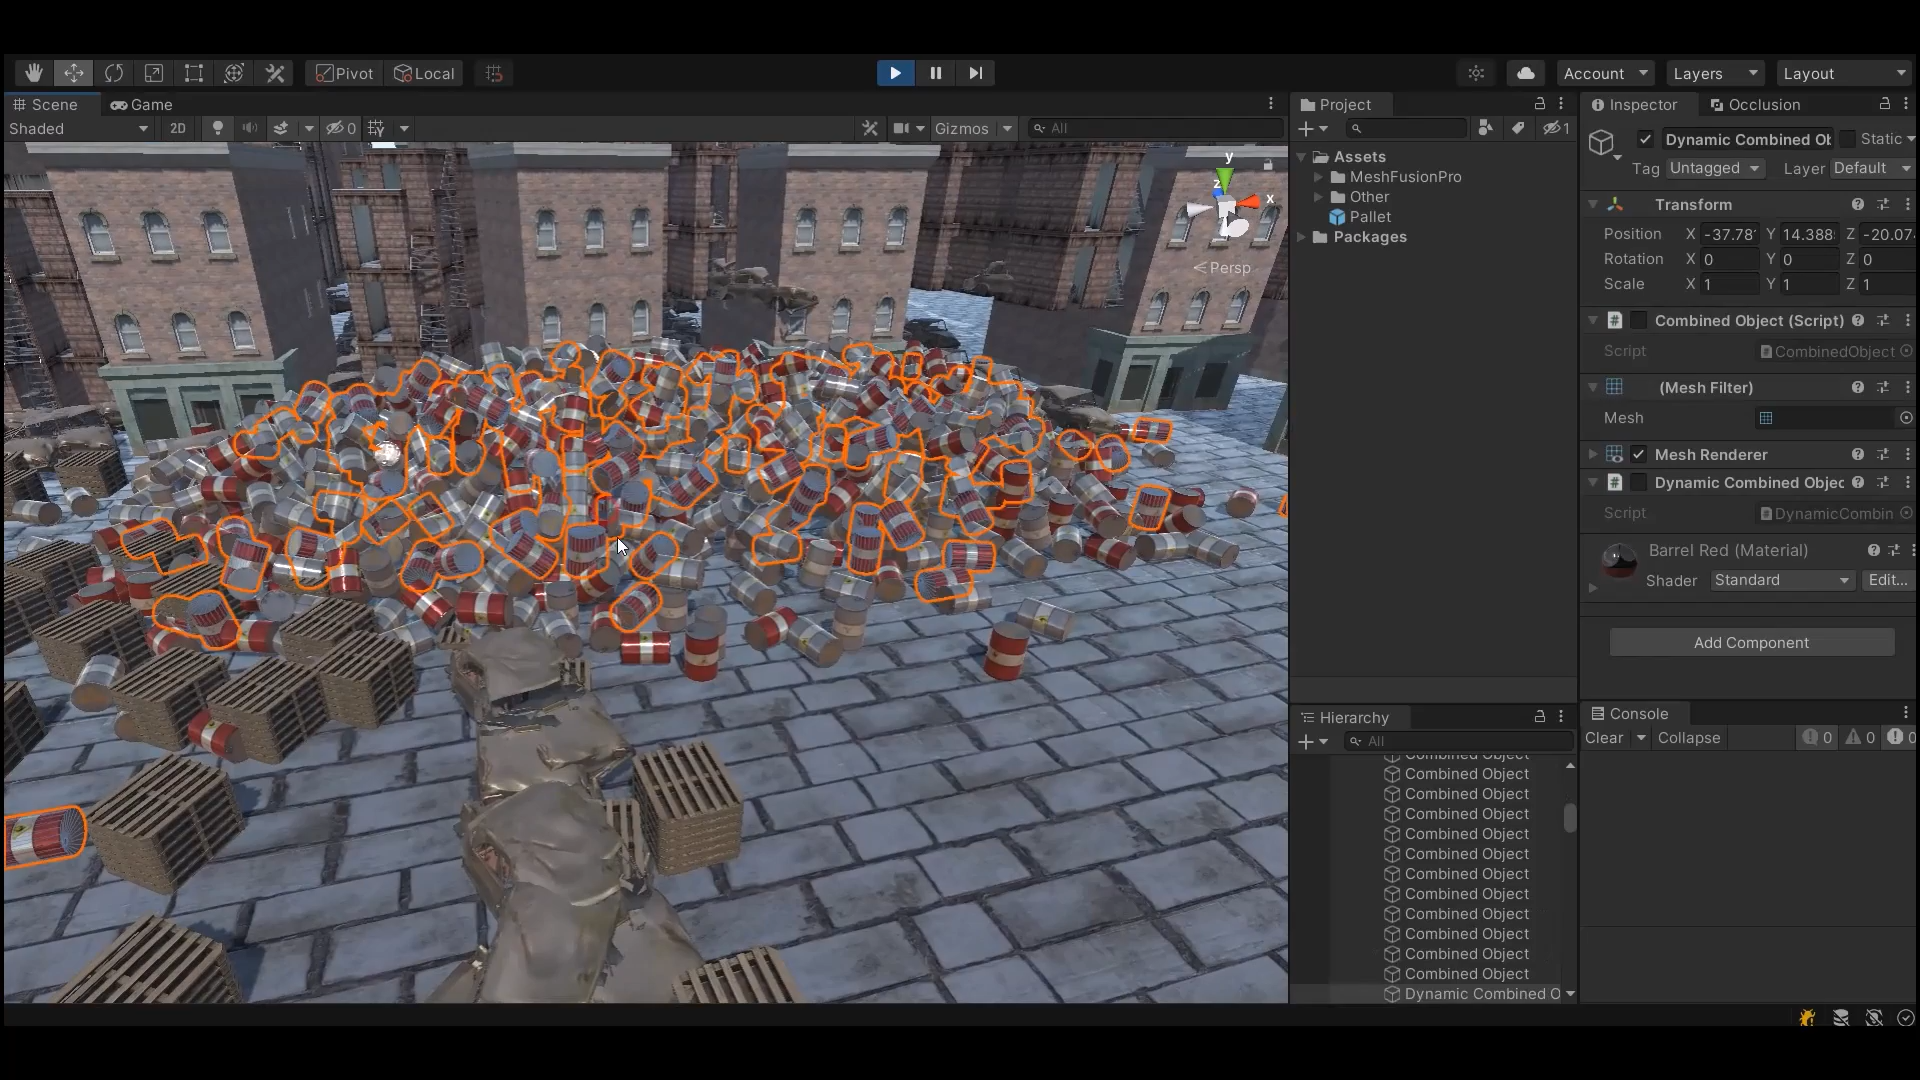 Pivot Local Account Layers Layout
Scene Game
Shaded 2D 0 Gizmos All
y
z
x
Persp
Project
1
Assets
MeshFusionPro
Other
Pallet
Packages
Hierarchy
All
Combined Object
Combined Object
Combined Object
Combined Object
Combined Object
Combined Object
Combined Object
Combined Object
Combined Object
Combined Object
Combined Object
Combined Object
Dynamic Combined O
Inspector Occlusion
Dynamic Combined Ob Static
Tag Untagged Layer Default
Transform
Position X -37.78 Y 14.388 Z -20.07
Rotation X 0 Y 0 Z 0
Scale X 1 Y 1 Z 1
Combined Object (Script)
Script CombinedObject
(Mesh Filter)
Mesh
Mesh Renderer
Dynamic Combined Objec
Script DynamicCombin
Barrel Red (Material)
Shader Standard Edit...
Add Component
Console
Clear Collapse 0 0 0